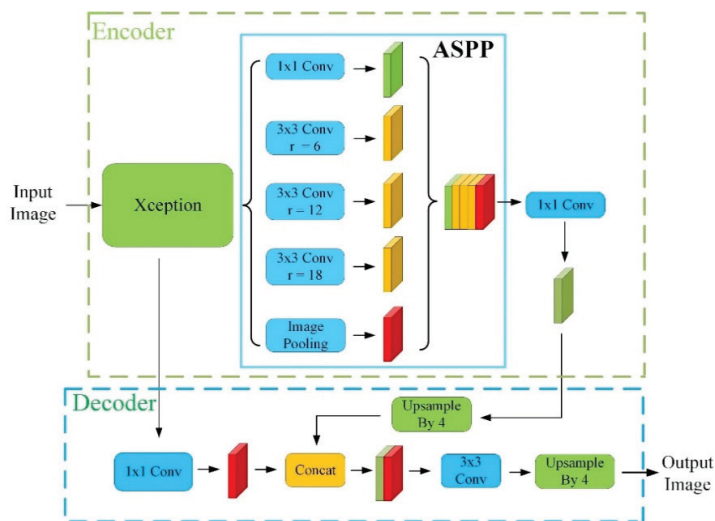 Encoder
ASPP
1x1 Conv
3x3 Conv
r = 6
Input
Image
Xception
3x3 Conv
r = 12
1x1 Conv
3x3 Conv
r = 18
Image
Pooling
Decoder
Upsample
By 4
1x1 Conv
Concat
3x3
Conv
Upsample
By 4
Output
Image